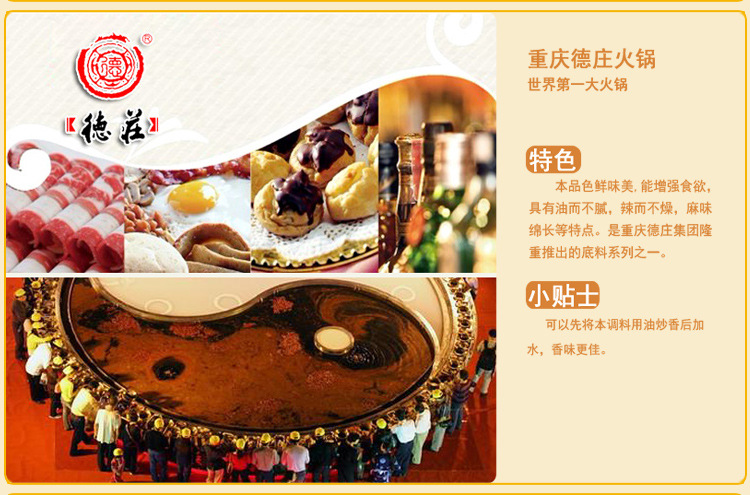 ®
德
德莊
重庆德庄火锅
世界第一大火锅
特色
本品色鲜味美,能增强食欲,
具有油而不腻，辣而不燥，麻味
绵长等特点。是重庆德庄集团隆
重推出的底料系列之一。
小贴士
可以先将本调料用油炒香后加
水，香味更佳。